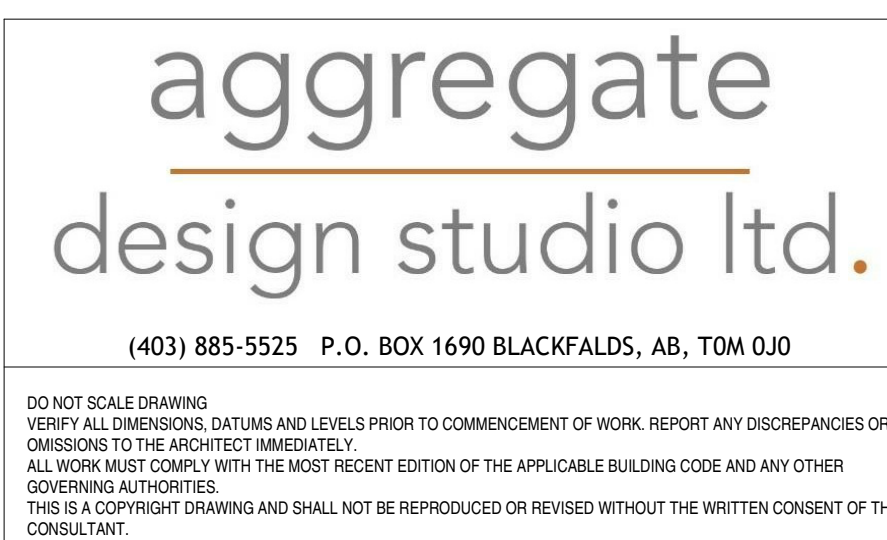 aggregate
design studio ltd.
(403) 885-5525 P.O. BOX 1690 BLACKFALDS, AB, T0M 0J0
DO NOT SCALE DRAWING
VERIFY ALL DIMENSIONS, DATUMS AND LEVELS PRIOR TO COMMENCEMENT OF WORK. REPORT ANY DISCREPANCIES OR
OMISSIONS TO THE ARCHITECT IMMEDIATELY.
ALL WORK MUST COMPLY WITH THE MOST RECENT EDITION OF THE APPLICABLE BUILDING CODE AND ANY OTHER
GOVERNING AUTHORITIES.
THIS IS A COPYRIGHT DRAWING AND SHALL NOT BE REPRODUCED OR REVISED WITHOUT THE WRITTEN CONSENT OF TH
CONSULTANT.